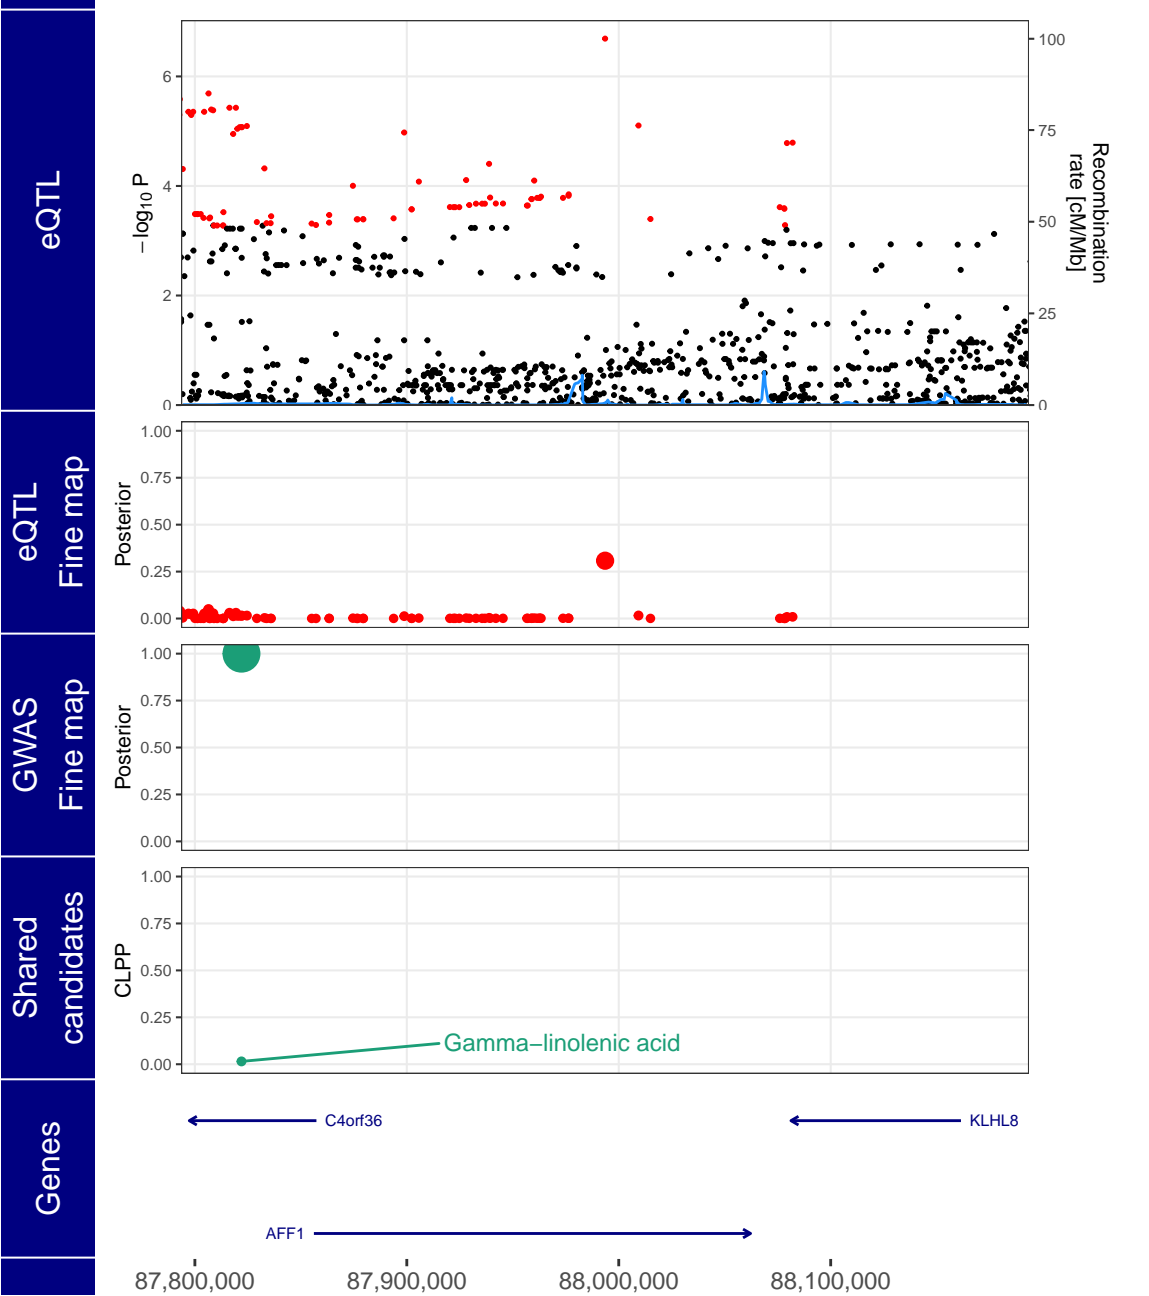 eQTL
−log10 P
6
4
2
0
100
75
50
25
0
Recombination
rate [cM/Mb]
eQTL
Fine map
Posterior
1.00
0.75
0.50
0.25
0.00
GWAS
Fine map
Posterior
1.00
0.75
0.50
0.25
0.00
Shared
candidates
CLPP
1.00
0.75
0.50
0.25
0.00
Gamma−linolenic acid
Genes
C4orf36
KLHL8
AFF1
87,800,000
87,900,000
88,000,000
88,100,000